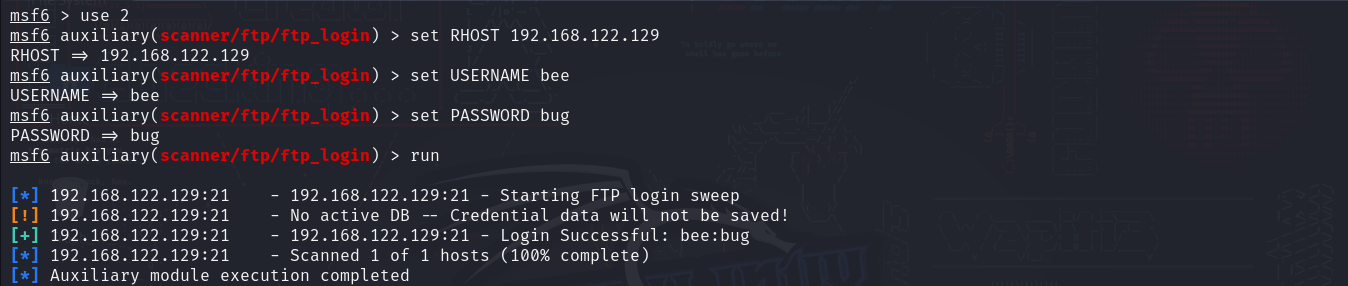 msf6 > use 2
msf6 auxiliary(scanner/ftp/ftp_login) > set RHOST 192.168.122.129
RHOST => 192.168.122.129
msf6 auxiliary(scanner/ftp/ftp_login) > set USERNAME bee
USERNAME => bee
msf6 auxiliary(scanner/ftp/ftp_login) > set PASSWORD bug
PASSWORD => bug
msf6 auxiliary(scanner/ftp/ftp_login) > run
[*] 192.168.122.129:21    - 192.168.122.129:21 - Starting FTP login sweep
[!] 192.168.122.129:21    - No active DB -- Credential data will not be saved!
[+] 192.168.122.129:21    - 192.168.122.129:21 - Login Successful: bee:bug
[*] 192.168.122.129:21    - Scanned 1 of 1 hosts (100% complete)
[*] Auxiliary module execution completed